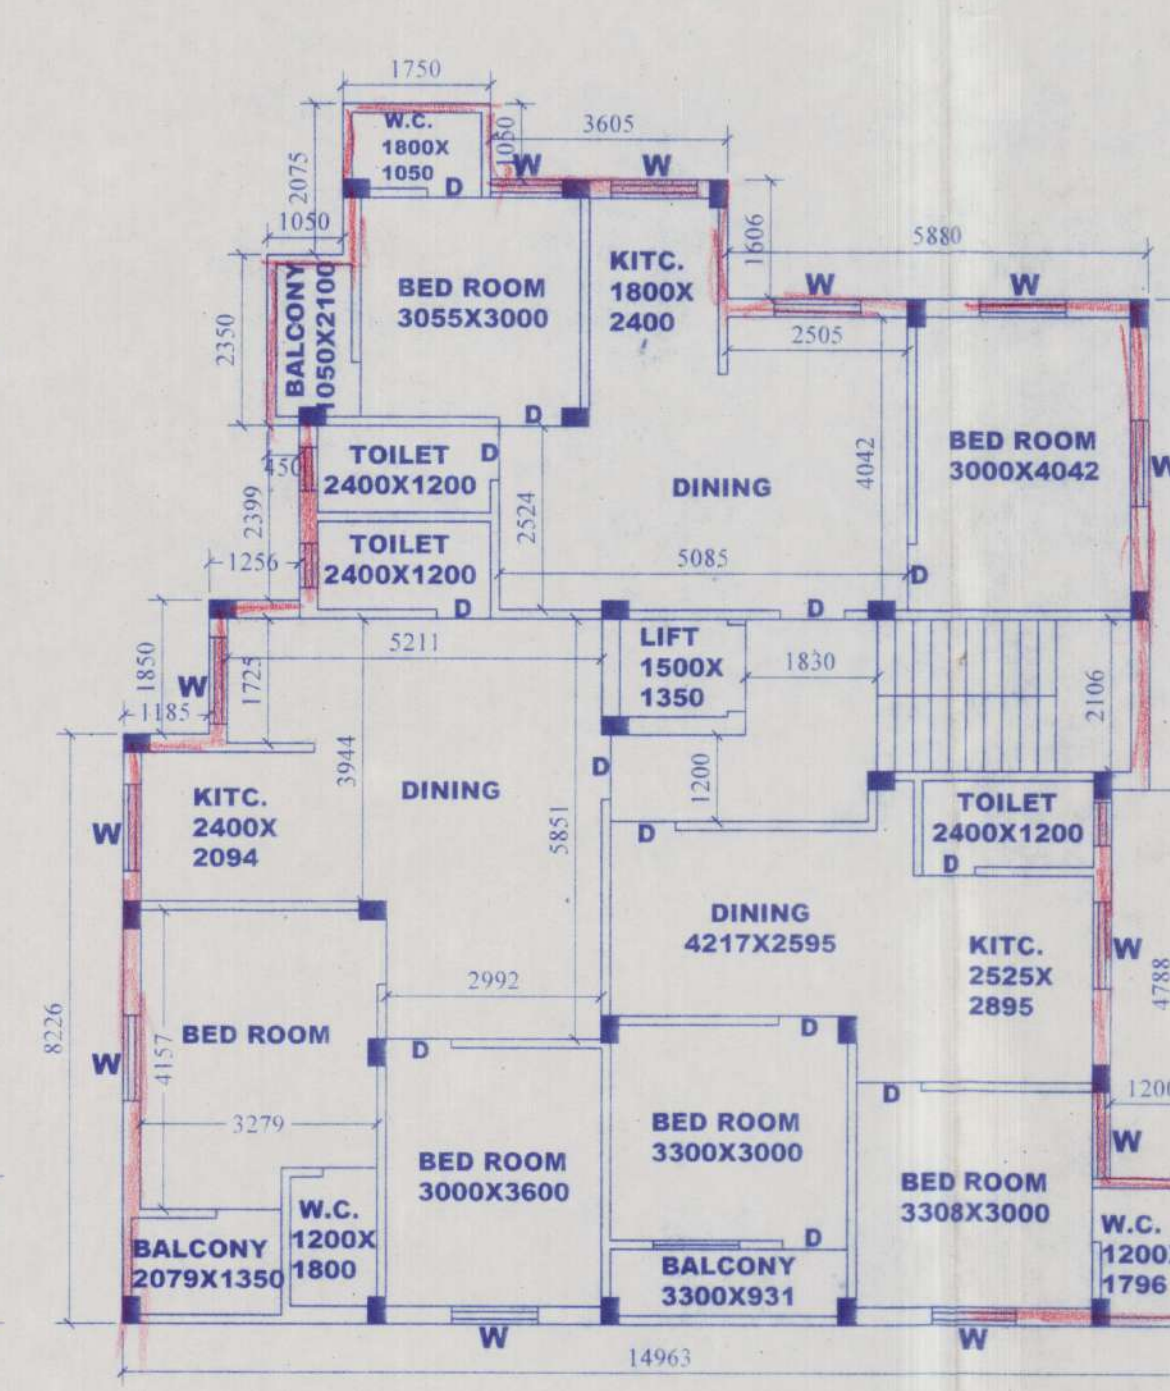 1750
W.C.
1800X
1050
D
1050
3605
W
W
2075
1050
1606
5880
BED ROOM
3055X3000
KITC.
1800X
2400
W
W
2505
2350
BALCONY
1050X2100
D
TOILET
2400X1200
D
450
2399
2524
DINING
4042
BED ROOM
3000X4042
W
TOILET
2400X1200
1256
5085
D
D
D
5211
LIFT
1500X
1350
1830
2106
1850
W
1725
1185
3944
DINING
D
1200
5851
KITC.
2400X
2094
W
D
TOILET
2400X1200
D
DINING
4217X2595
KITC.
2525X
2895
W
4788
2992
8226
BED ROOM
4157
W
D
D
3279
D
1200
BED ROOM
3300X3000
W
BED ROOM
3000X3600
BED ROOM
3308X3000
W.C.
1200X
1800
BALCONY
2079X1350
D
BALCONY
3300X931
W.C.
1200X
1796
W
W
14963